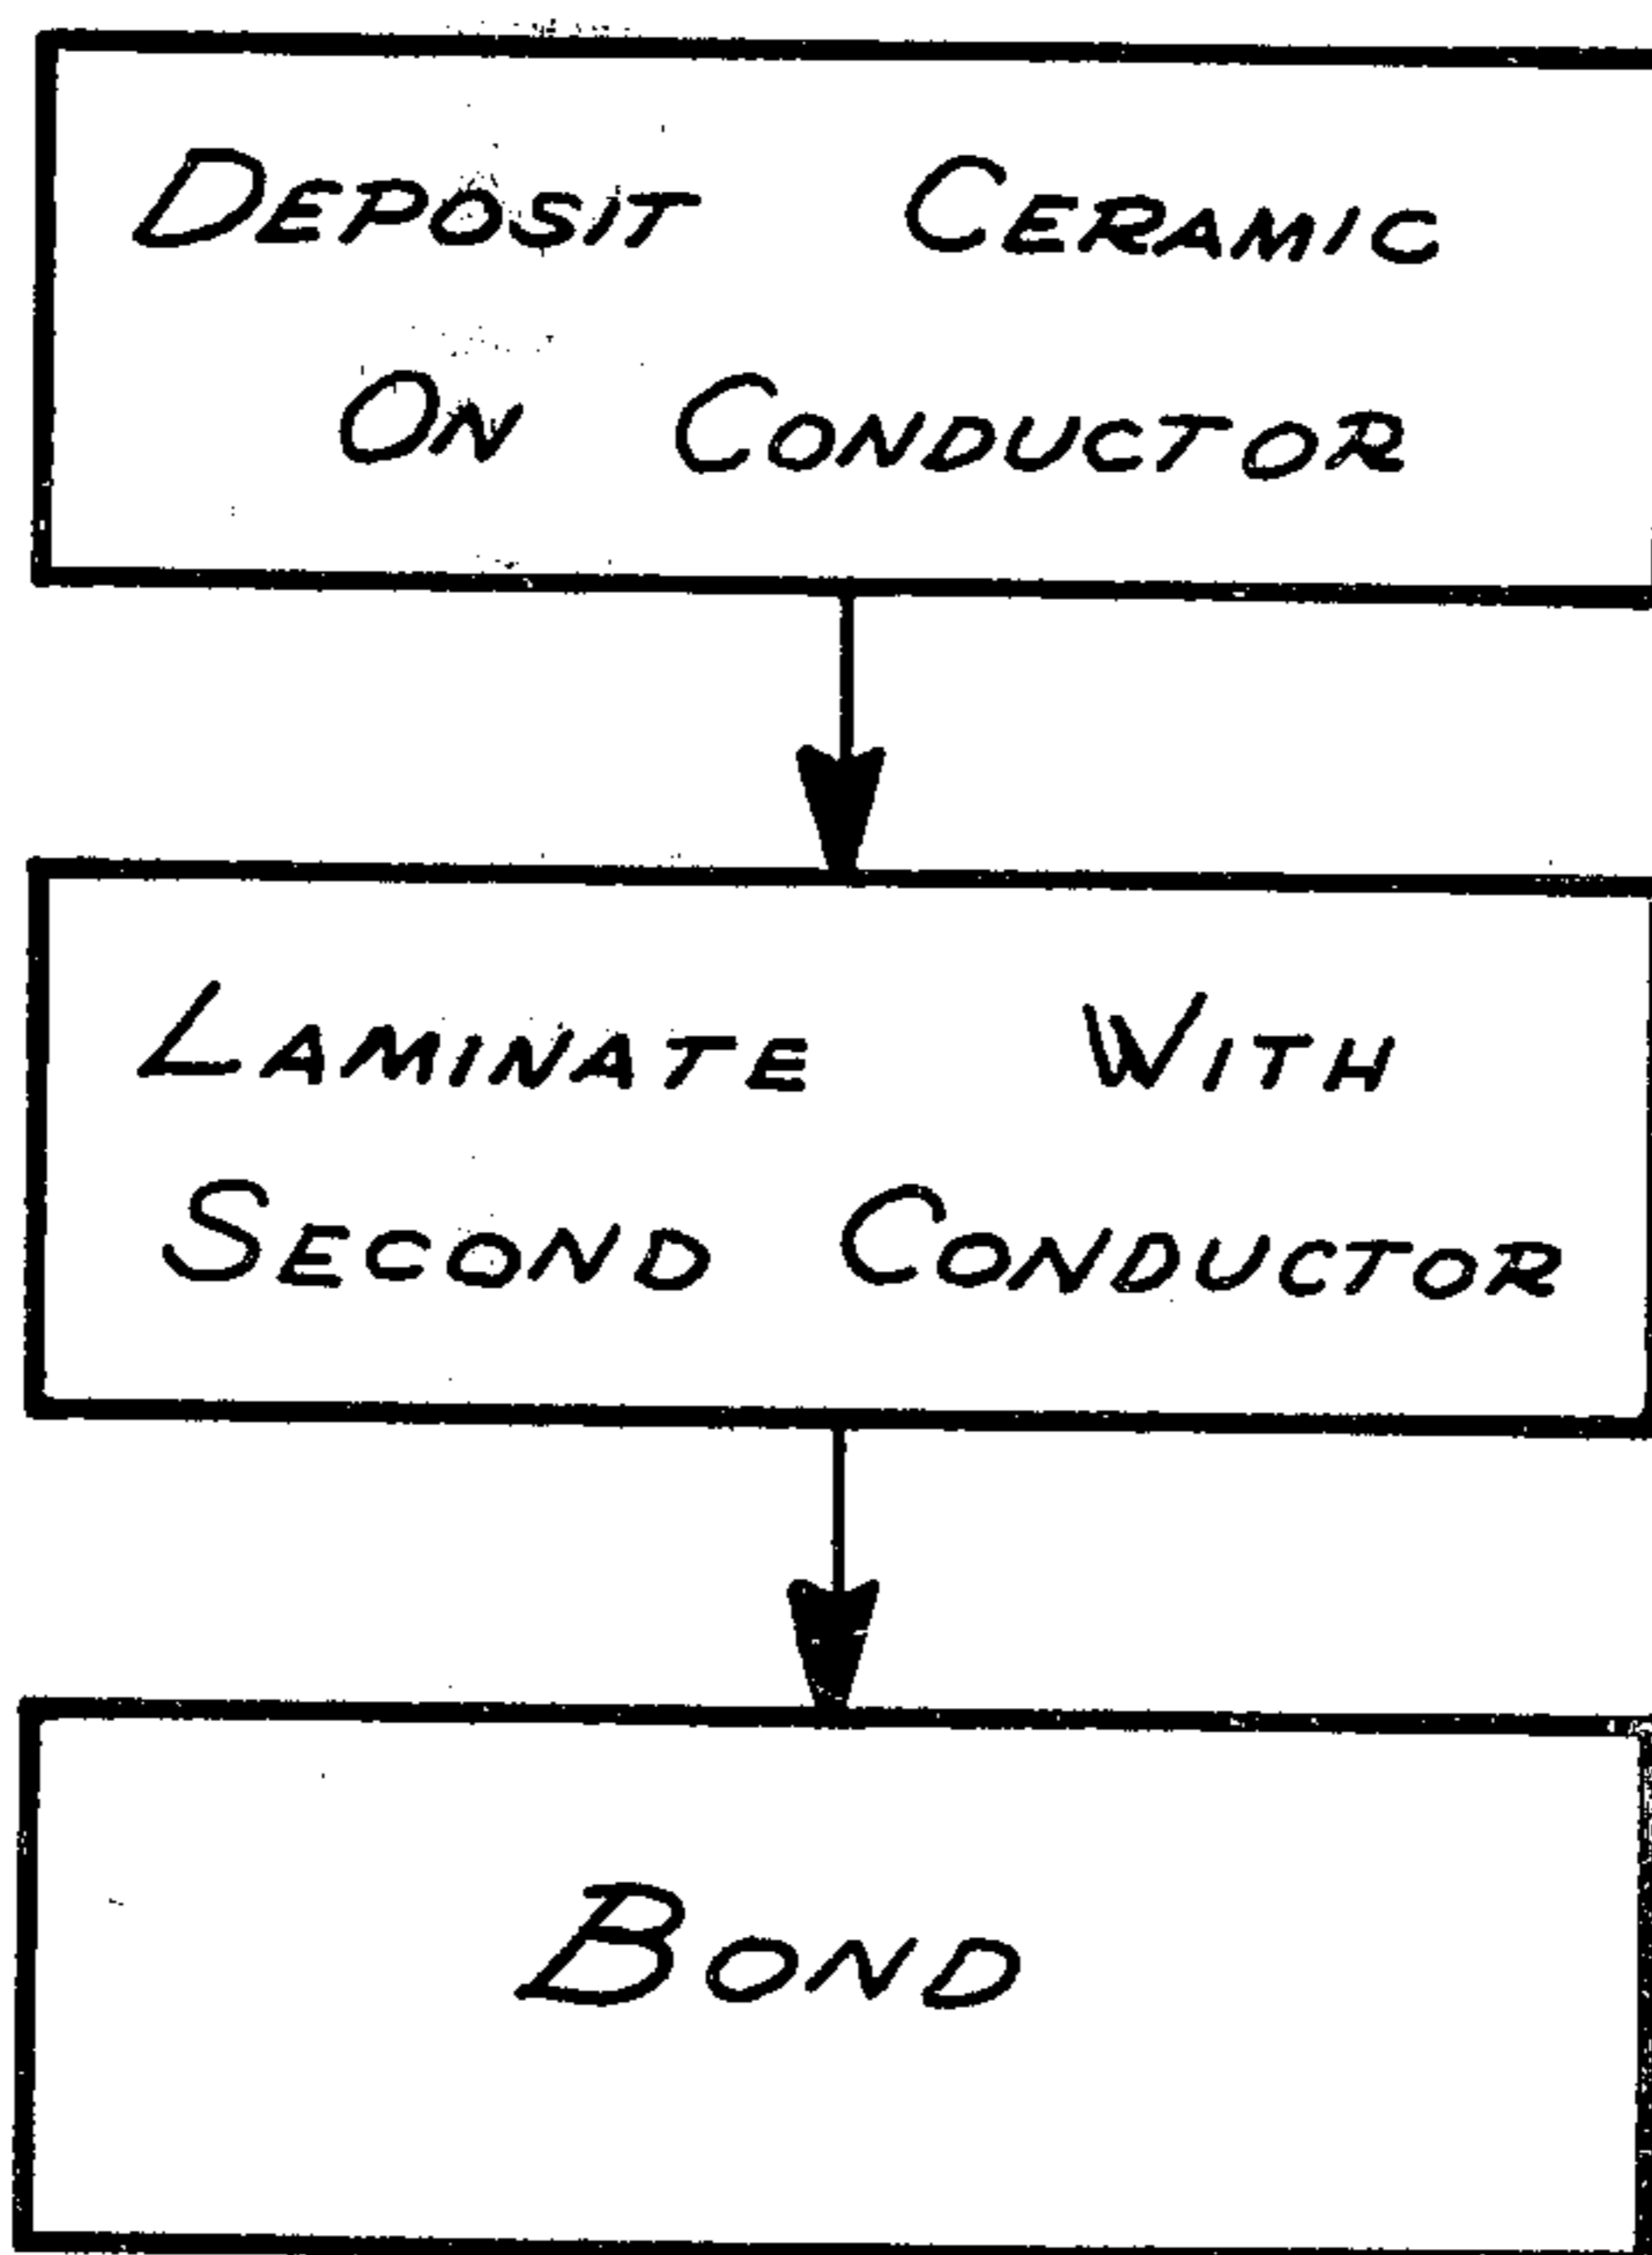 DEPOSIT CERAMIC
ON CONDUCTOR
LAMINATE WITH
SECOND CONDUCTOR
BOND